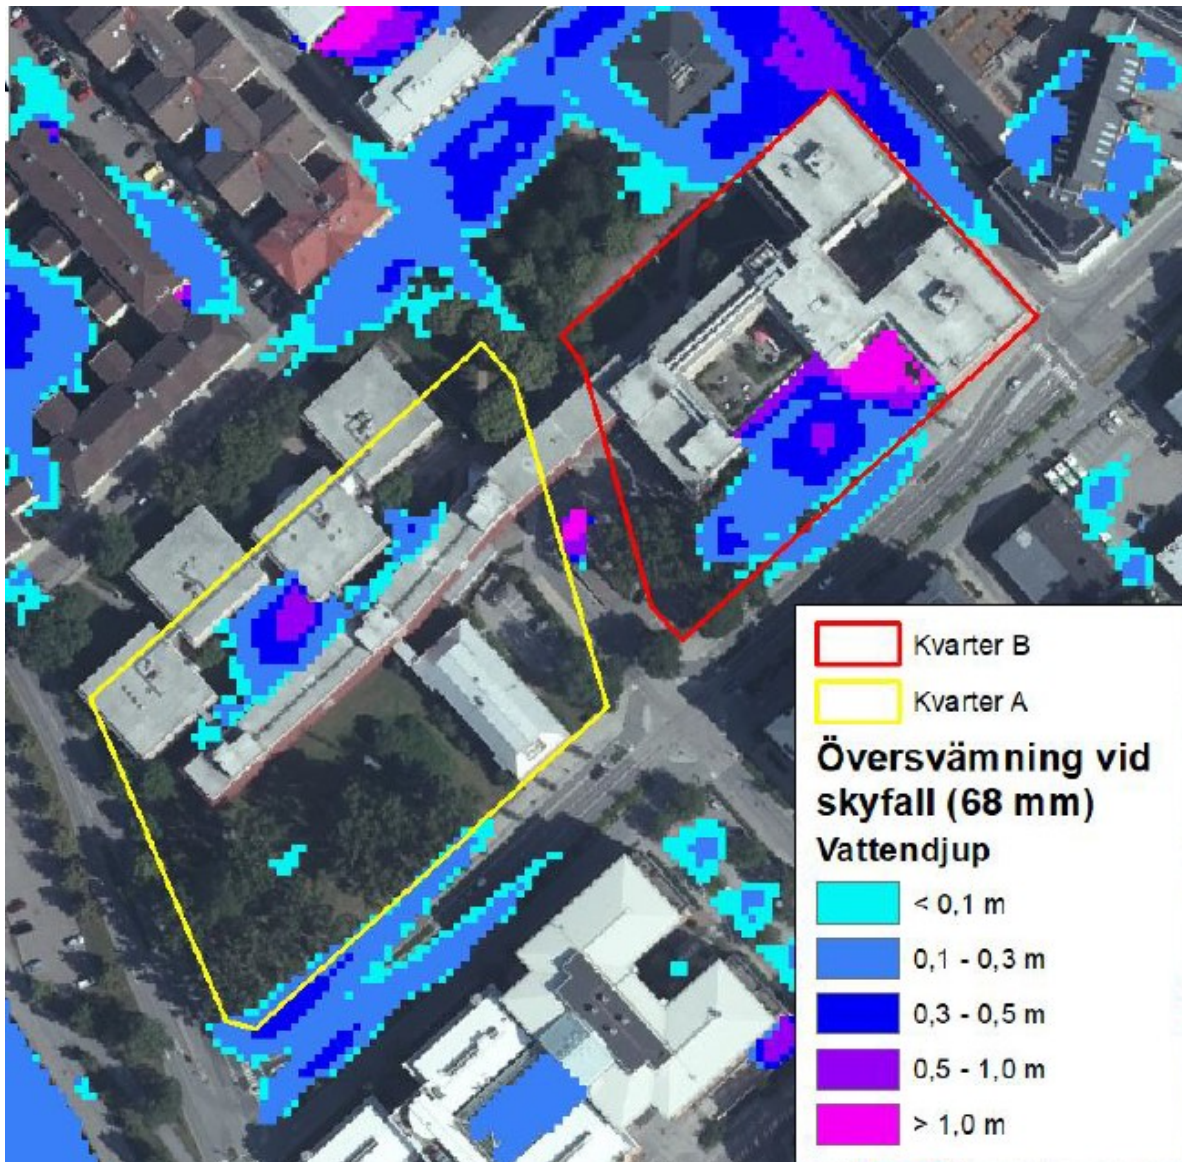 Kvarter B
Kvarter A
Översvämning vid
skyfall (68 mm)
Vattendjup
< 0,1 m
0,1 - 0,3 m
0,3 - 0,5 m
0,5 - 1,0 m
> 1,0 m